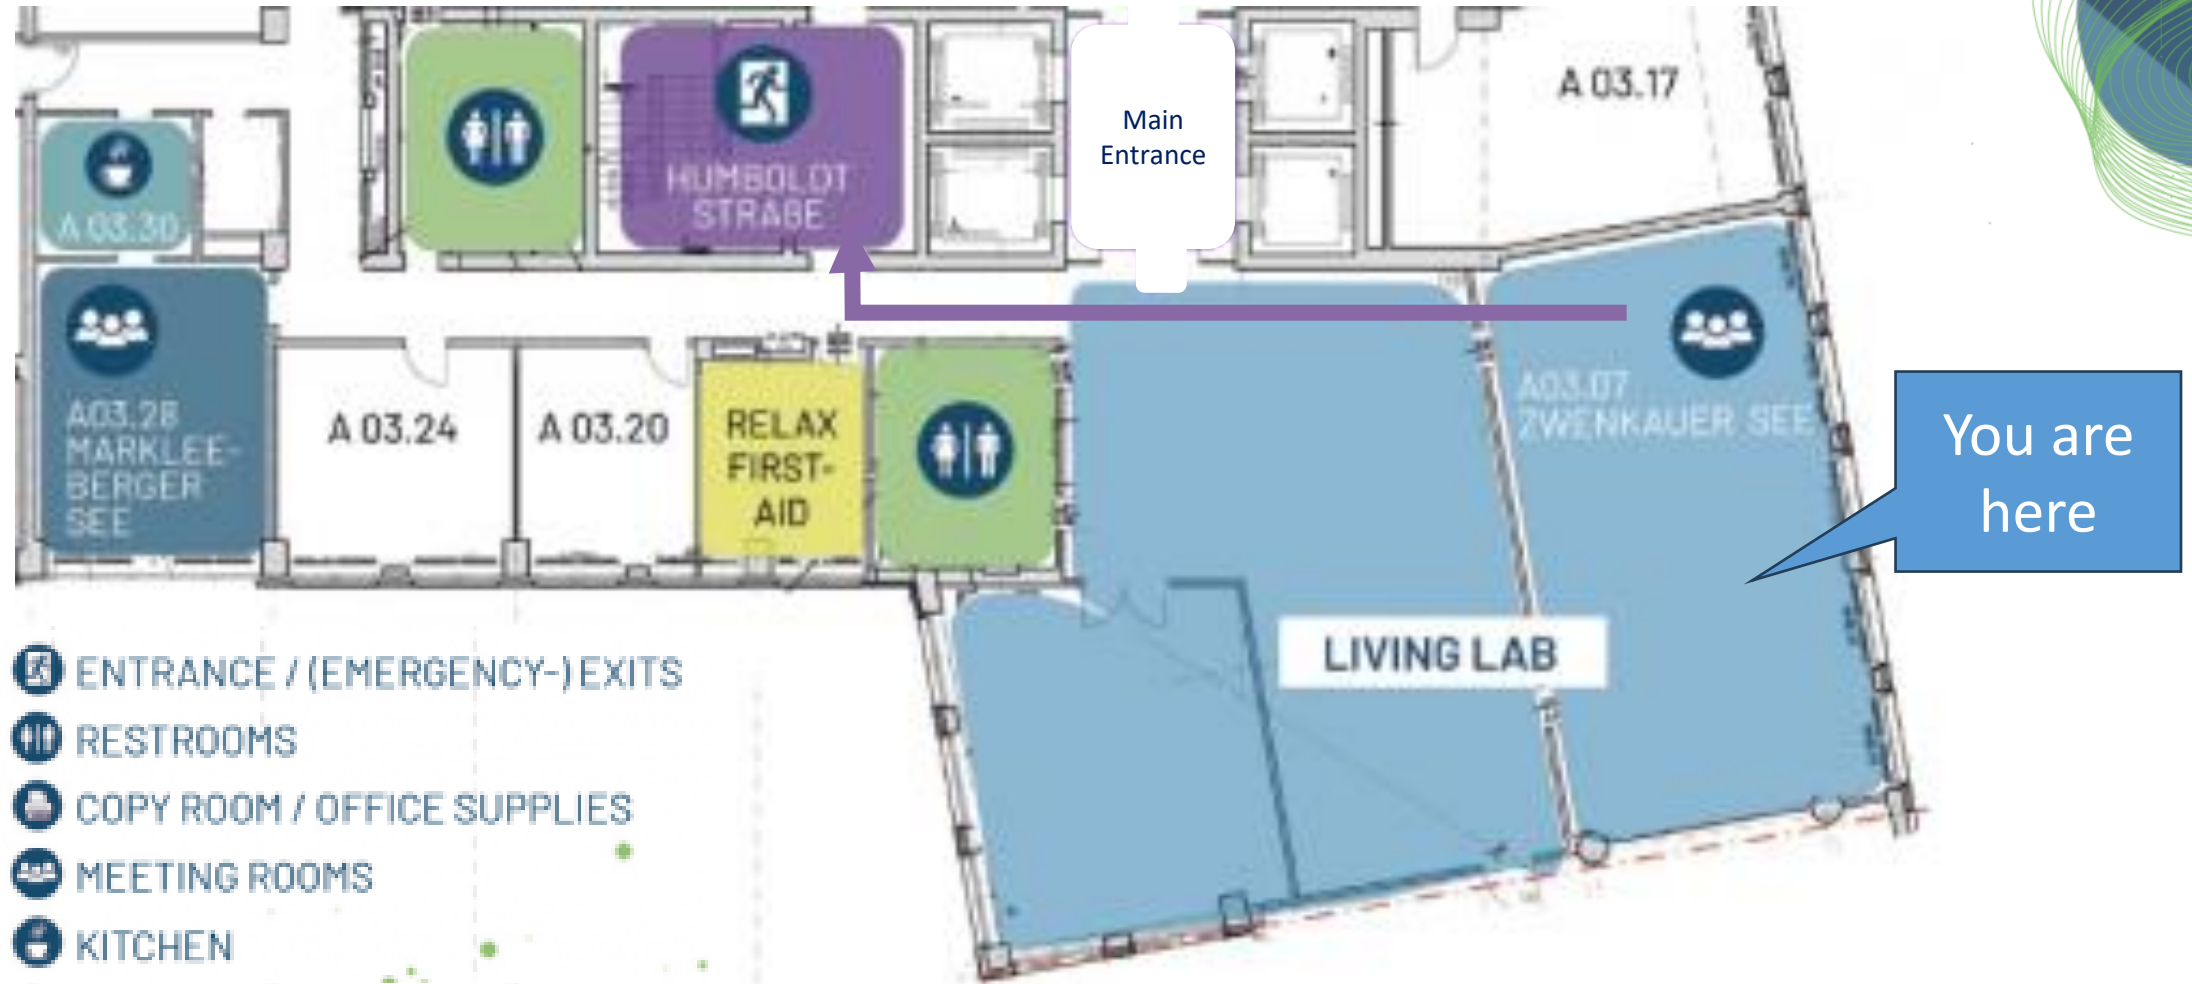 Main
Entrance
A 03.17
HUMBOLDT
STRAßE
A 03.30
A03.28
MARKLEE-
BERGER
SEE
A 03.24
A 03.20
RELAX
FIRST-
AID
A03.07
ZWENKAUER SEE
You are
here
LIVING LAB
ENTRANCE / (EMERGENCY-) EXITS
RESTROOMS
COPY ROOM / OFFICE SUPPLIES
MEETING ROOMS
KITCHEN